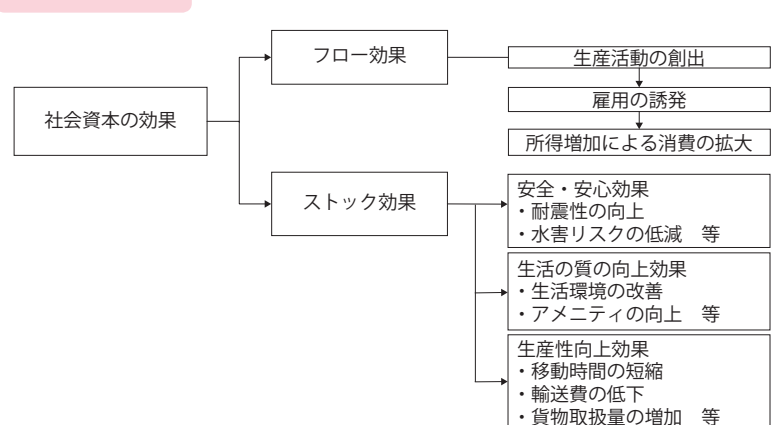 社会資本の効果
フロー効果
生産活動の創出
雇用の誘発
所得増加による消費の拡大
ストック効果
安全・安心効果
・耐震性の向上
・水害リスクの低減　等
生活の質の向上効果
・生活環境の改善
・アメニティの向上　等
生産性向上効果
・移動時間の短縮
・輸送費の低下
・貨物取扱量の増加　等